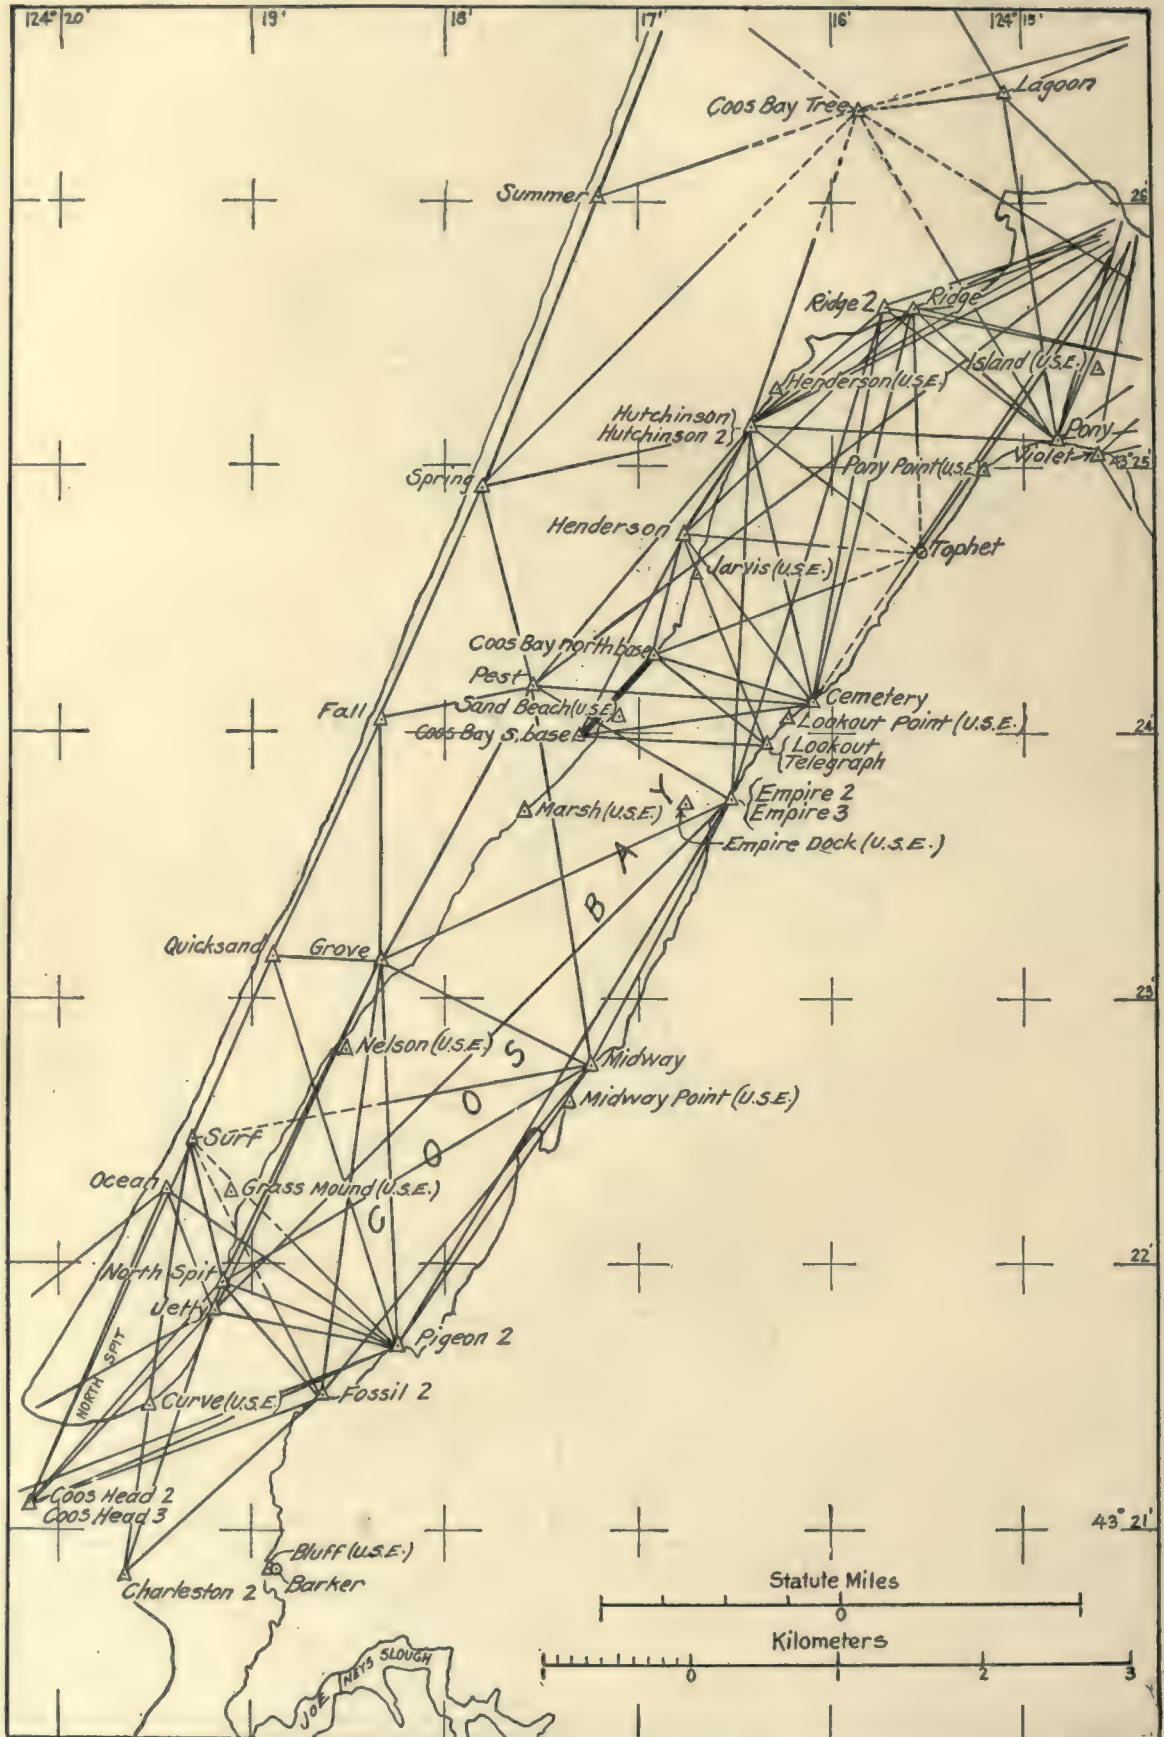 124° 20' 19' 18' 17' 16' 124° 15'
Lagoon
Coos Bay Tree
Summer
26'
Ridge 2 Ridge
Island (U.S.E.)
Henderson (U.S.E.)
Hutchinson
Hutchinson 2
Pony
Violet
43° 25'
Pony Point (U.S.E.)
Spring
Henderson
Tophet
Jarvis (U.S.E.)
Coos Bay north base
Pest
Cemetery
Sand Beach (U.S.E.)
Fall
Lookout Point (U.S.E.)
Coos Bay s. base
24'
Lookout
Telegraph
Empire 2
Marsh (U.S.E.)
Empire 3
Empire Dock (U.S.E.)
COOS BAY
Quicksand Grove
23'
Nelson (U.S.E.)
Midway
Midway Point (U.S.E.)
Surf
Ocean
Grass Mound (U.S.E.)
22'
North Spit
Jetty
Pigeon 2
NORTH SPIT
Curve (U.S.E.)
Fossil 2
Coos Head 2
Coos Head 3
43° 21'
Bluff (U.S.E.)
Barker
Charleston 2
Statute Miles
0
Kilometers
1 0 2 3
JOE NEYS SLOUGH